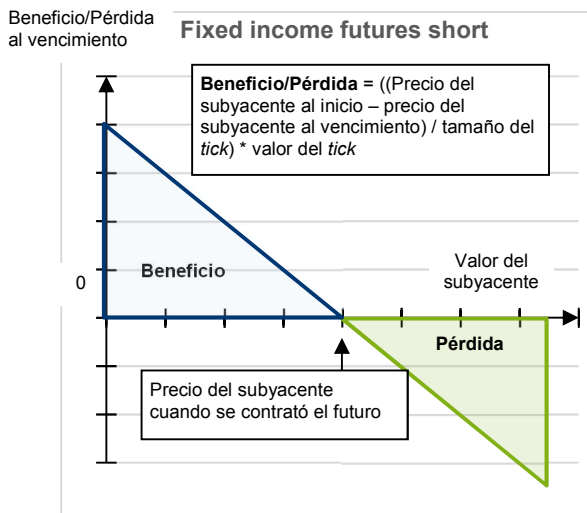 Beneficio/Pérdida
al vencimiento
Fixed income futures short
Beneficio/Pérdida = ((Precio del
subyacente al inicio – precio del
subyacente al vencimiento) / tamaño del
tick) * valor del tick
Beneficio
0
Valor del
subyacente
Pérdida
Precio del subyacente
cuando se contrató el futuro